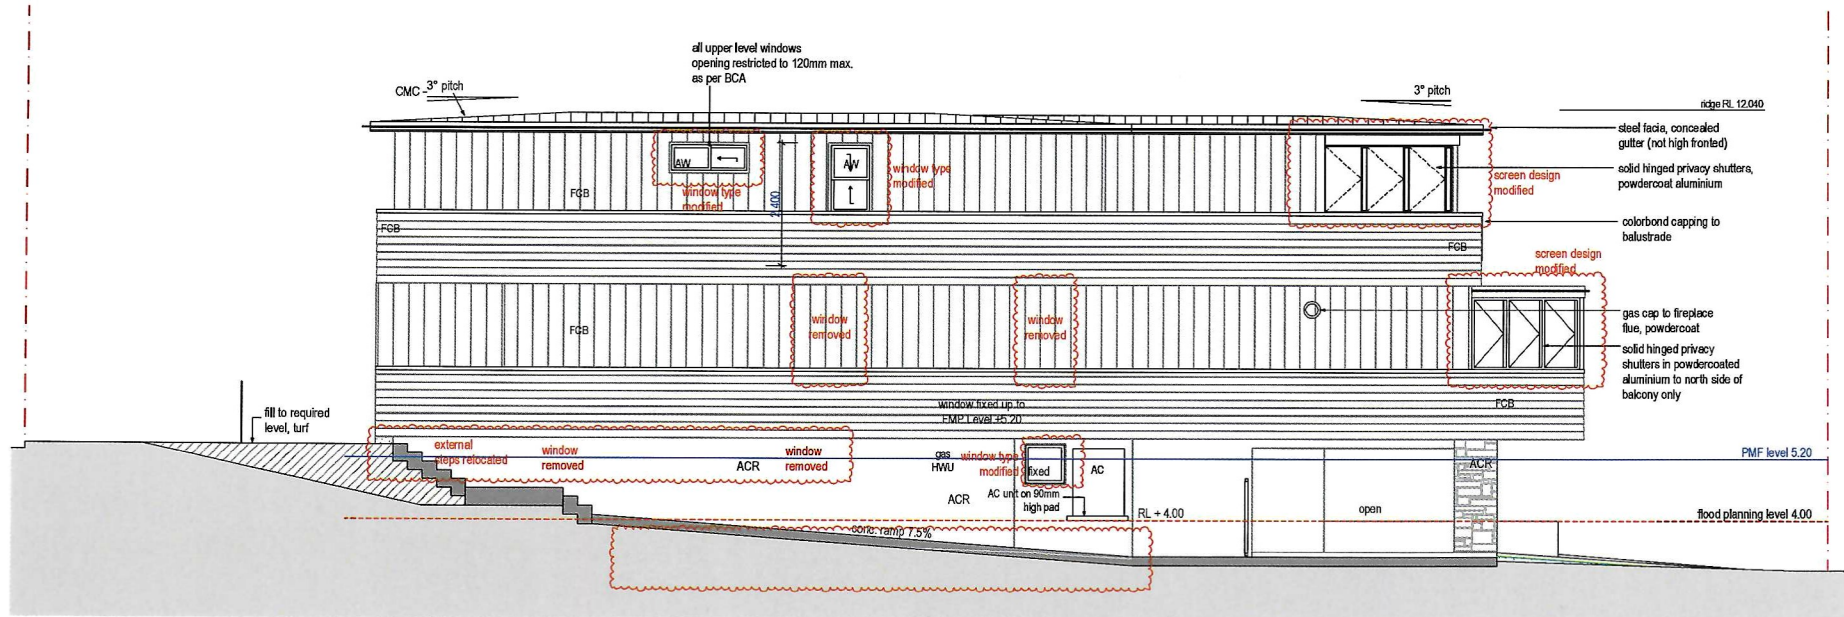 all upper level windows
opening restricted to 120mm max.
as per BCA
CMC
3° pitch
3° pitch
ridge RL 12.040
steel facia, concealed
gutter (not high fronted)
AW
AW
window type
modified
window type
modified
FCB
2,400
screen design
modified
solid hinged privacy shutters,
powdercoat aluminium
FCB
colorbond capping to
balustrade
FCB
screen design
modified
FCB
window
removed
window
removed
gas cap to fireplace
flue, powdercoat
solid hinged privacy
shutters in powdercoated
aluminium to north side of
balcony only
window fixed up to
FMP Level +5.20
FCB
fill to required
level, turf
external
steps relocated
window
removed
window
removed
ACR
gas
HWU
window type
modified
fixed
AC
ACR
PMF level 5.20
ACR
AC unit on 90mm
high pad
RL + 4.00
open
flood planning level 4.00
conc. ramp 7.5%